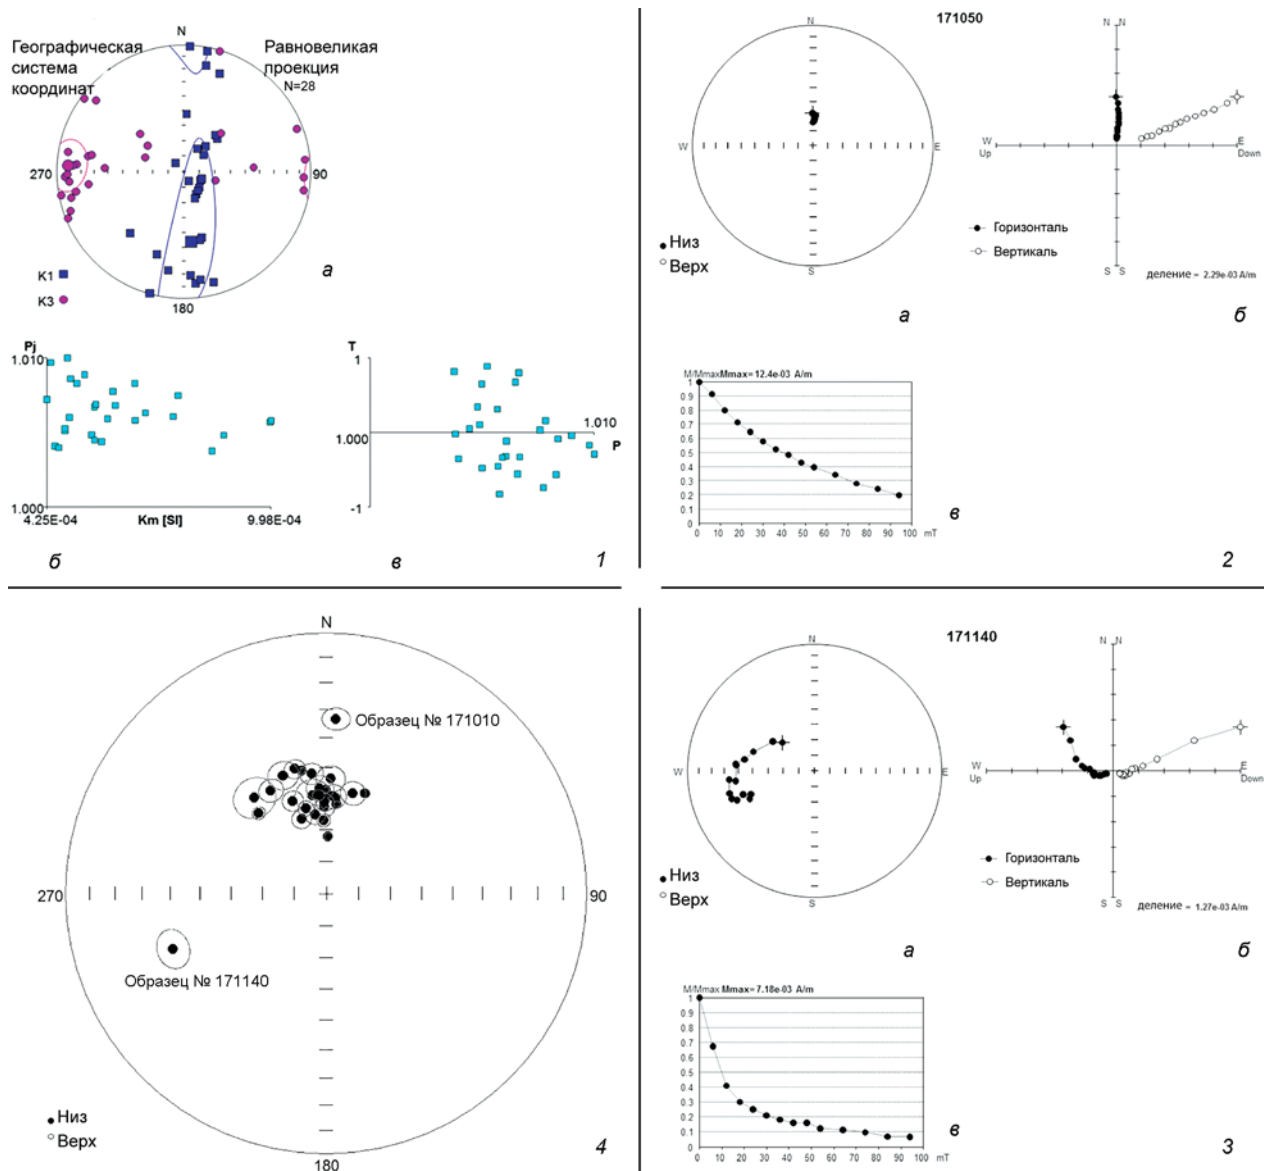 N
Географическая
система
координат
Равновеликая
проекция
N=28
270
90
180
K1
K3
а
Pj
1.010
1.000
4.25E-04
Km [SI]
9.98E-04
б
T
1
1.000
-1
1.010
P
в
1
171050
N
W
E
S
Низ
Верх
а
N N
W
Up
E
Down
S S
Горизонталь
Вертикаль
деление = 2.29e-03 A/m
б
M/Mmax Mmax= 12.4e-03 A/m
1
0.9
0.8
0.7
0.6
0.5
0.4
0.3
0.2
0.1
0
0 10 20 30 40 50 60 70 80 90 100 mT
в
2
N
Образец № 171010
270
90
Образец № 171140
Низ
Верх
180
4
171140
N
W
E
S
Низ
Верх
а
N N
W
Up
E
Down
S S
Горизонталь
Вертикаль
деление = 1.27e-03 A/m
б
M/Mmax Mmax= 7.18e-03 A/m
1
0.9
0.8
0.7
0.6
0.5
0.4
0.3
0.2
0.1
0
0 10 20 30 40 50 60 70 80 90 100 mT
в
3